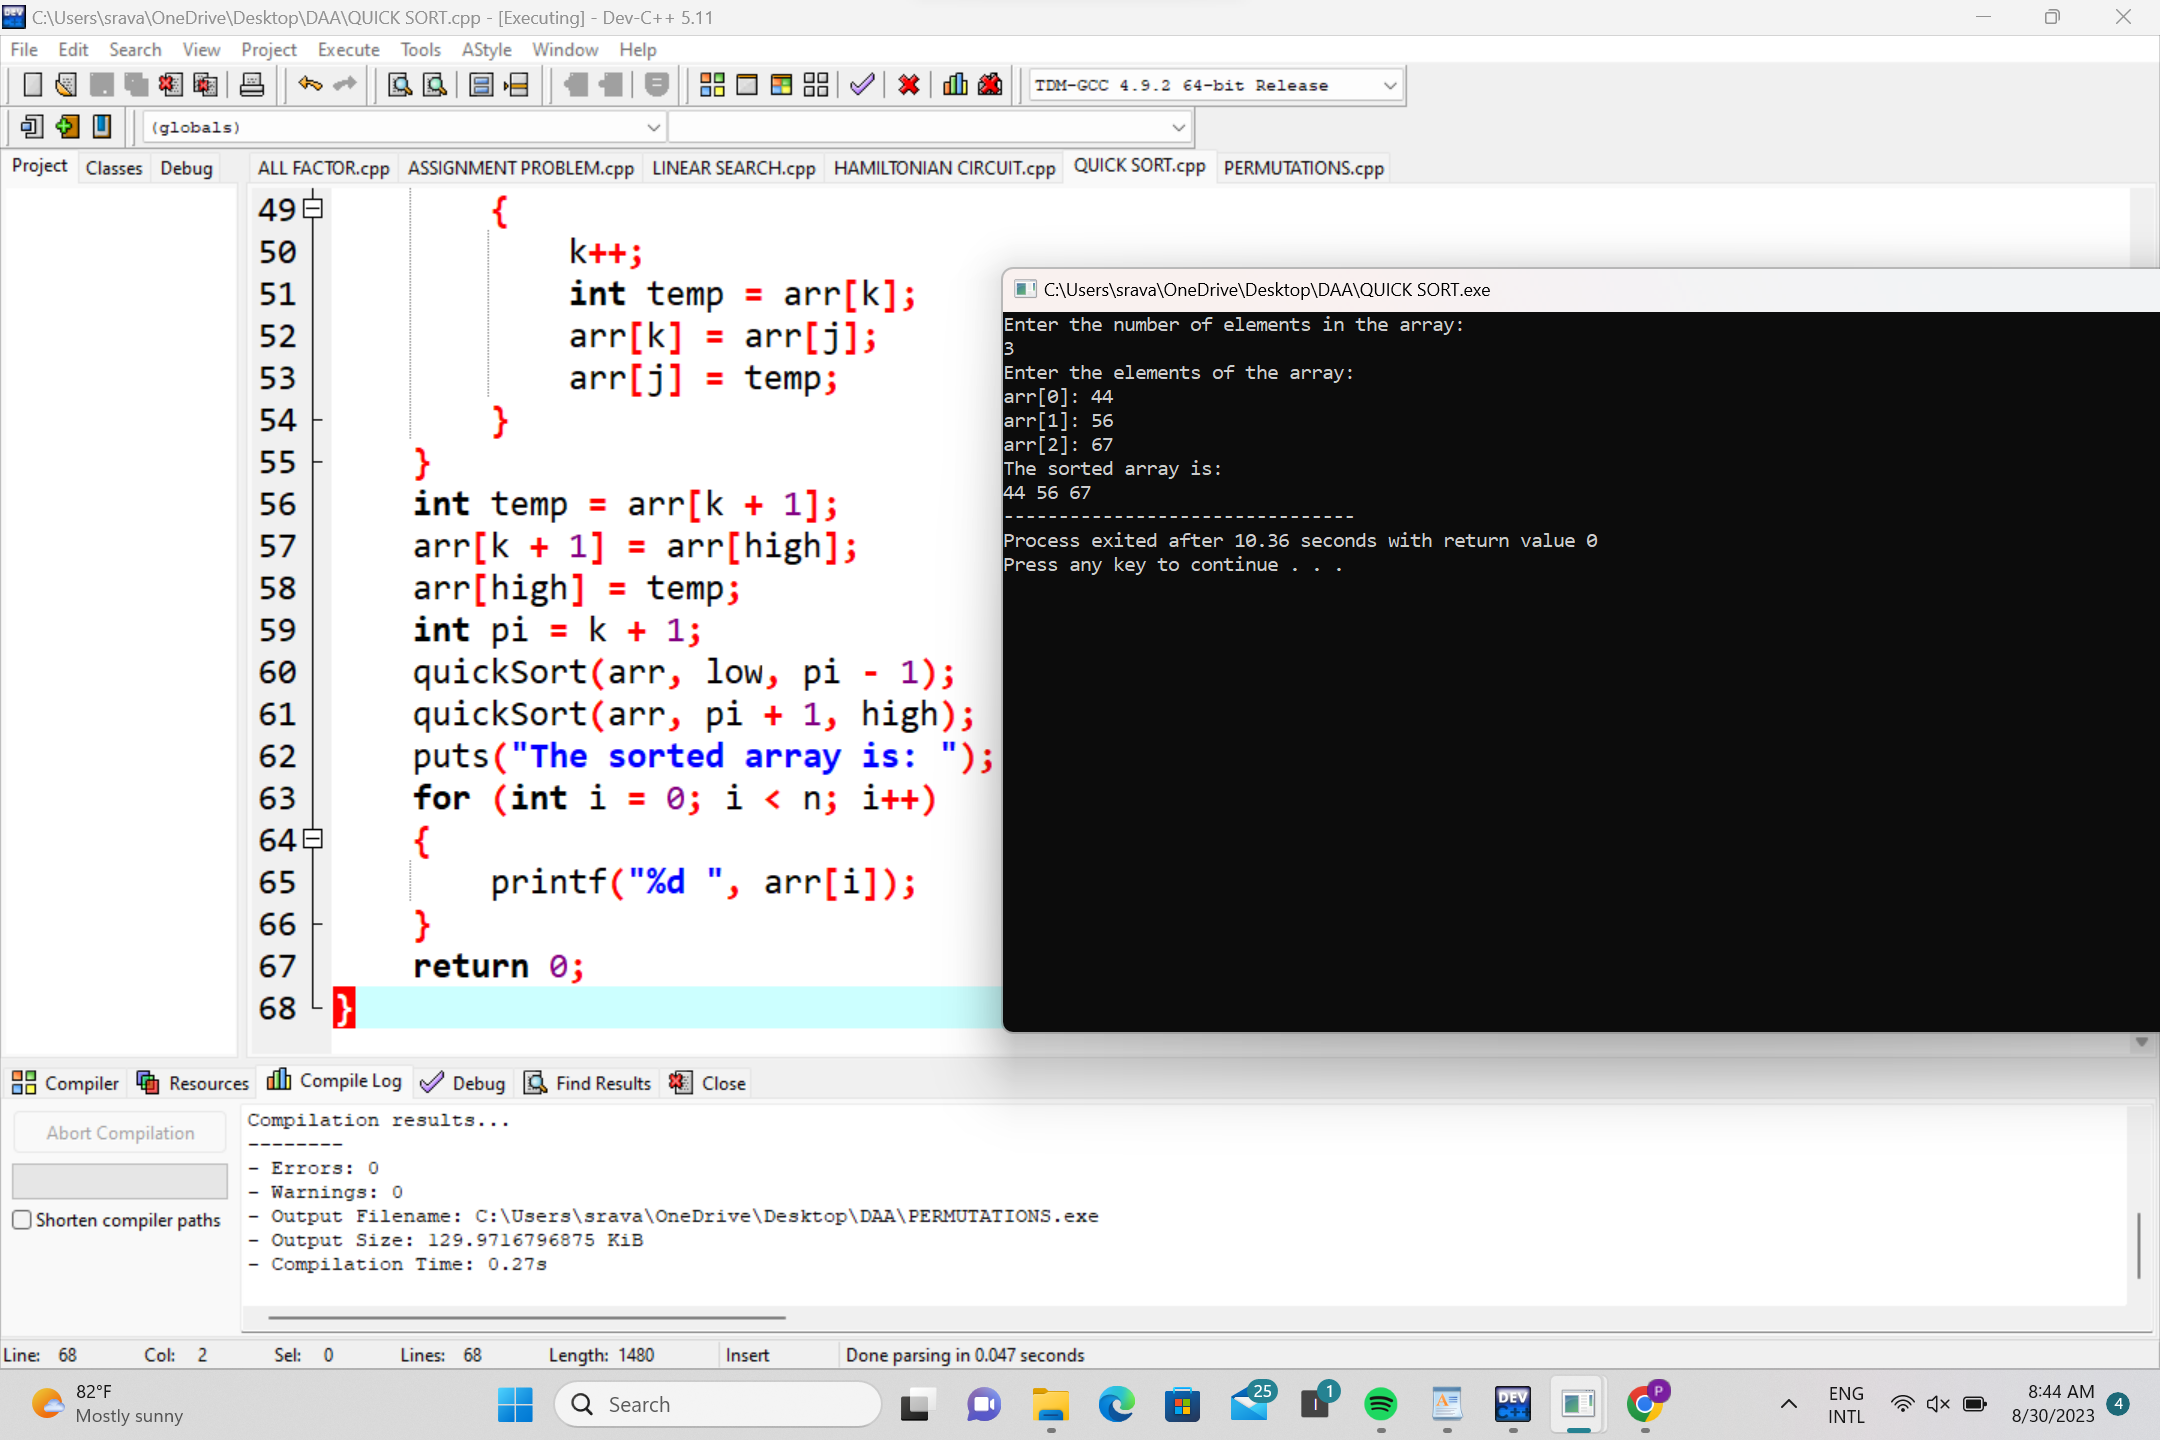 C:\Users\srava\OneDrive\Desktop\DAA\QUICK SORT.cpp - [Executing] - Dev-C++ 5.11
File Edit Search View Project Execute Tools AStyle Window Help
TDM-GCC 4.9.2 64-bit Release
(globals)
Project Classes Debug
ALL FACTOR.cpp ASSIGNMENT PROBLEM.cpp LINEAR SEARCH.cpp HAMILTONIAN CIRCUIT.cpp QUICK SORT.cpp PERMUTATIONS.cpp
49 {
50 k++;
51 int temp = arr[k];
52 arr[k] = arr[j];
53 arr[j] = temp;
54 }
55 }
56 int temp = arr[k + 1];
57 arr[k + 1] = arr[high];
58 arr[high] = temp;
59 int pi = k + 1;
60 quickSort(arr, low, pi - 1);
61 quickSort(arr, pi + 1, high);
62 puts("The sorted array is: ");
63 for (int i = 0; i < n; i++)
64 {
65 printf("%d ", arr[i]);
66 }
67 return 0;
68 }
C:\Users\srava\OneDrive\Desktop\DAA\QUICK SORT.exe
Enter the number of elements in the array:
3
Enter the elements of the array:
arr[0]: 44
arr[1]: 56
arr[2]: 67
The sorted array is:
44 56 67
--------------------------------
Process exited after 10.36 seconds with return value 0
Press any key to continue . . .
Compiler Resources Compile Log Debug Find Results Close
Abort Compilation
Shorten compiler paths
Compilation results...
--------
- Errors: 0
- Warnings: 0
- Output Filename: C:\Users\srava\OneDrive\Desktop\DAA\PERMUTATIONS.exe
- Output Size: 129.9716796875 KiB
- Compilation Time: 0.27s
Line: 68 Col: 2 Sel: 0 Lines: 68 Length: 1480 Insert Done parsing in 0.047 seconds
82°F
Mostly sunny
Search
25
1
DEV
C++
P
ENG
INTL
8:44 AM
8/30/2023
4